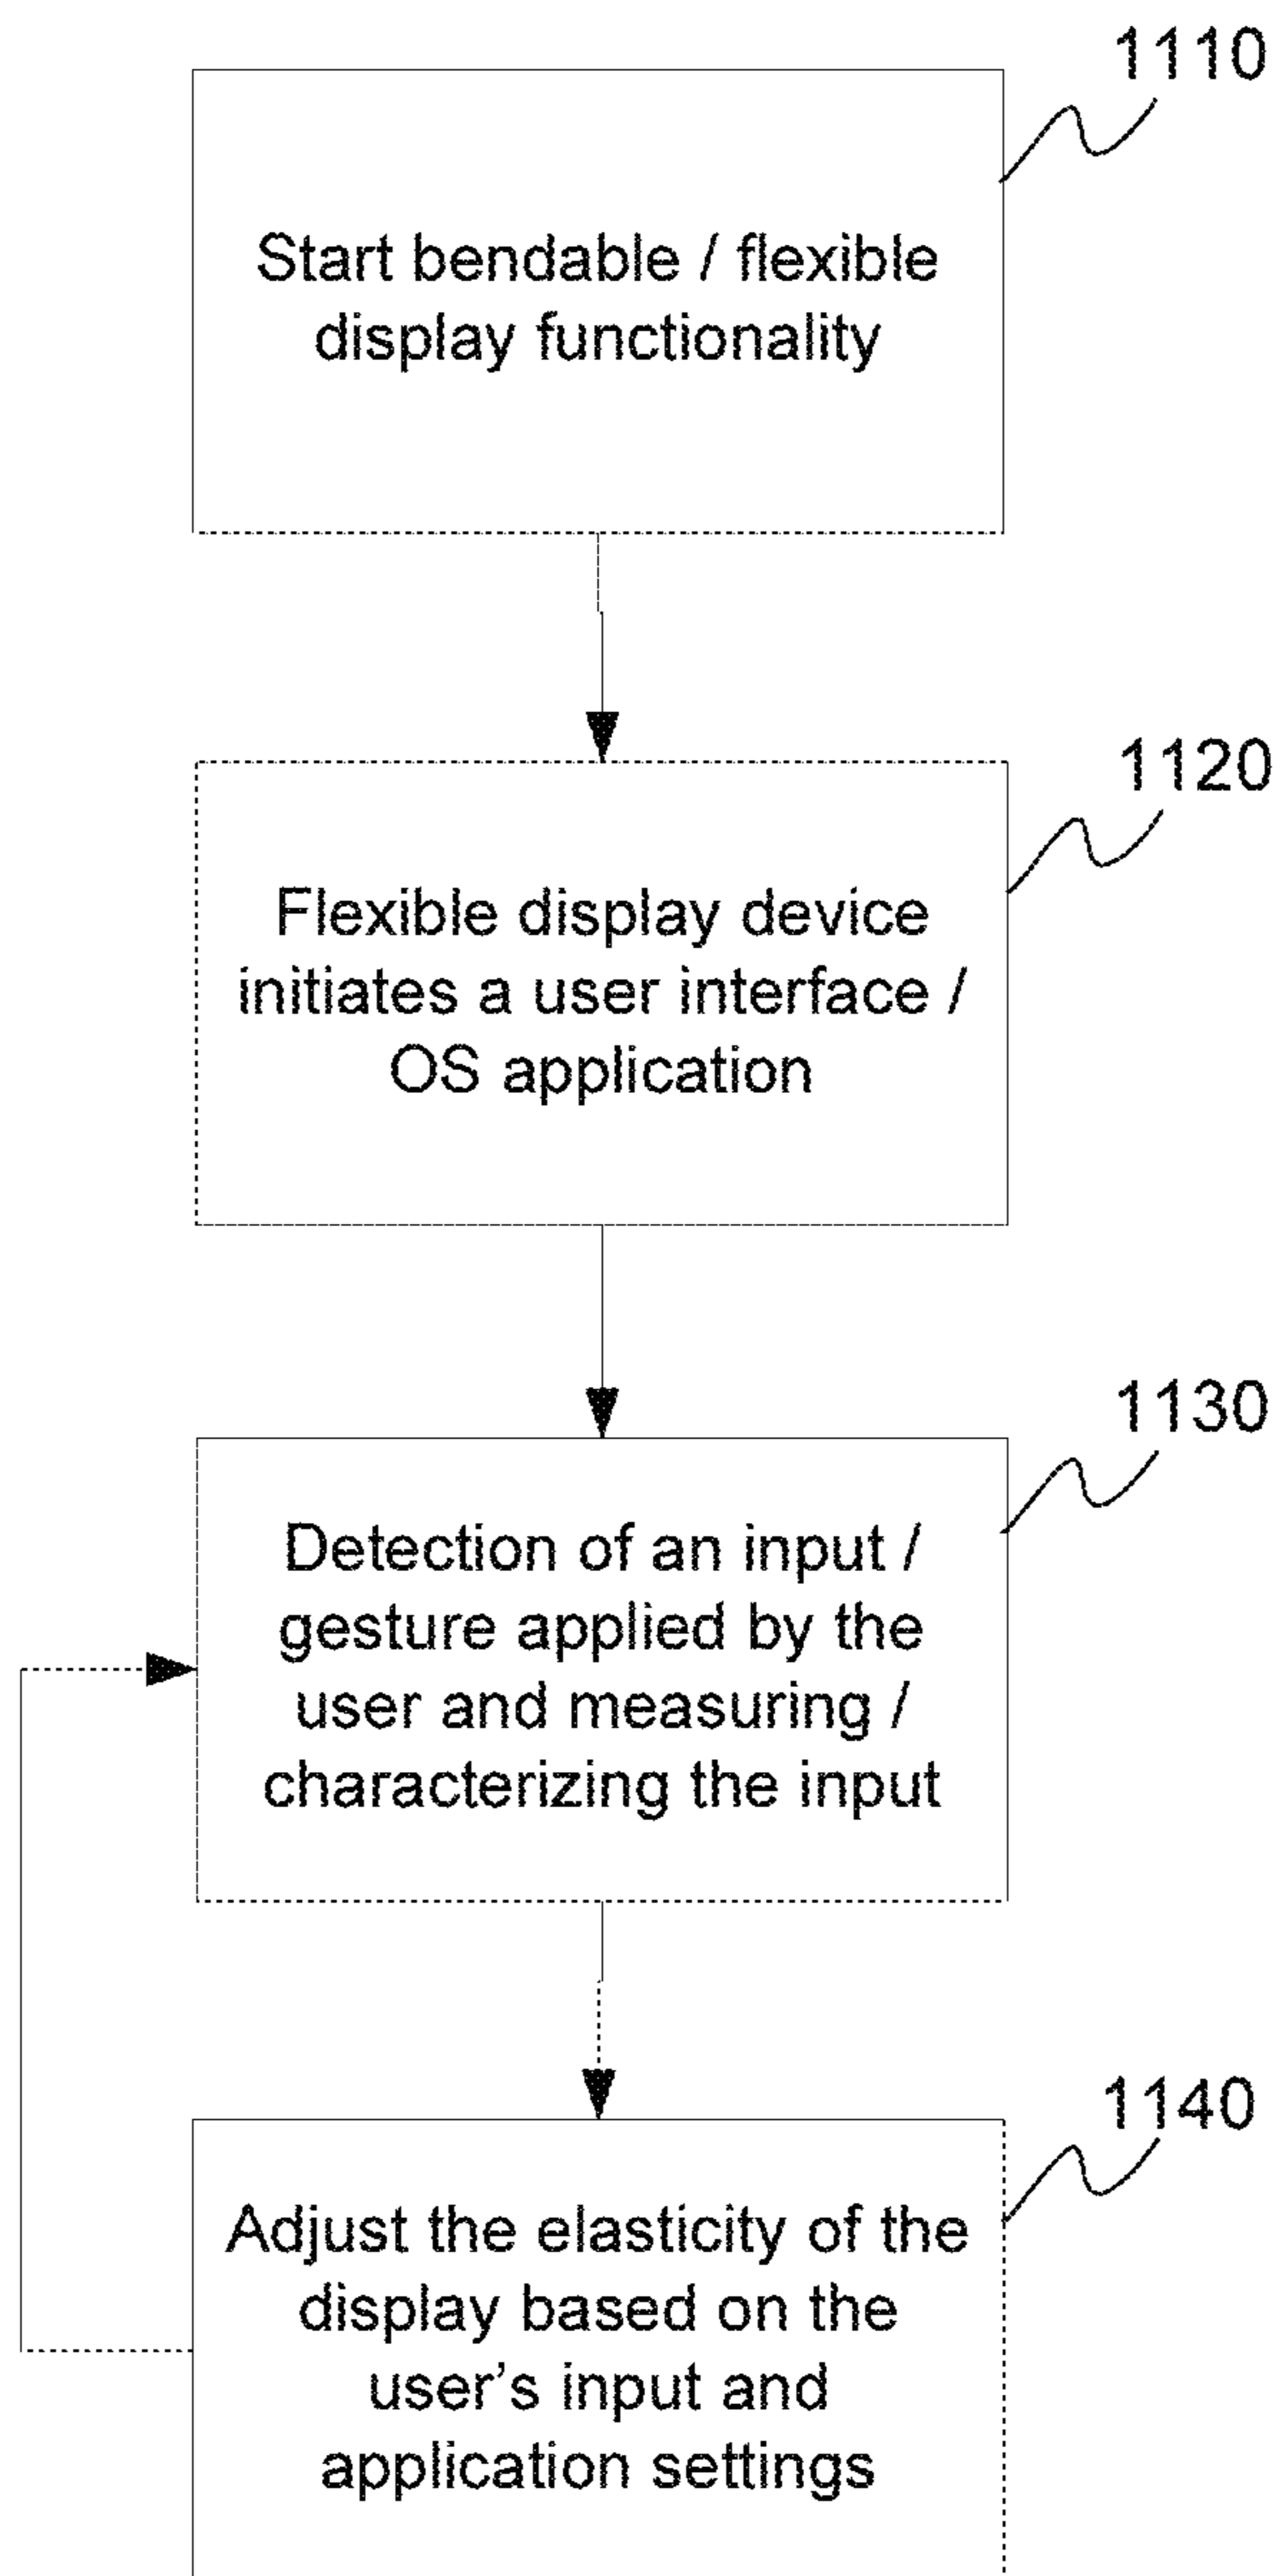 1110
Start bendable / flexible
display functionality
1120
Flexible display device
initiates a user interface /
OS application
1130
Detection of an input /
gesture applied by the
user and measuring /
characterizing the input
1140
Adjust the elasticity of the
display based on the
user's input and
application settings